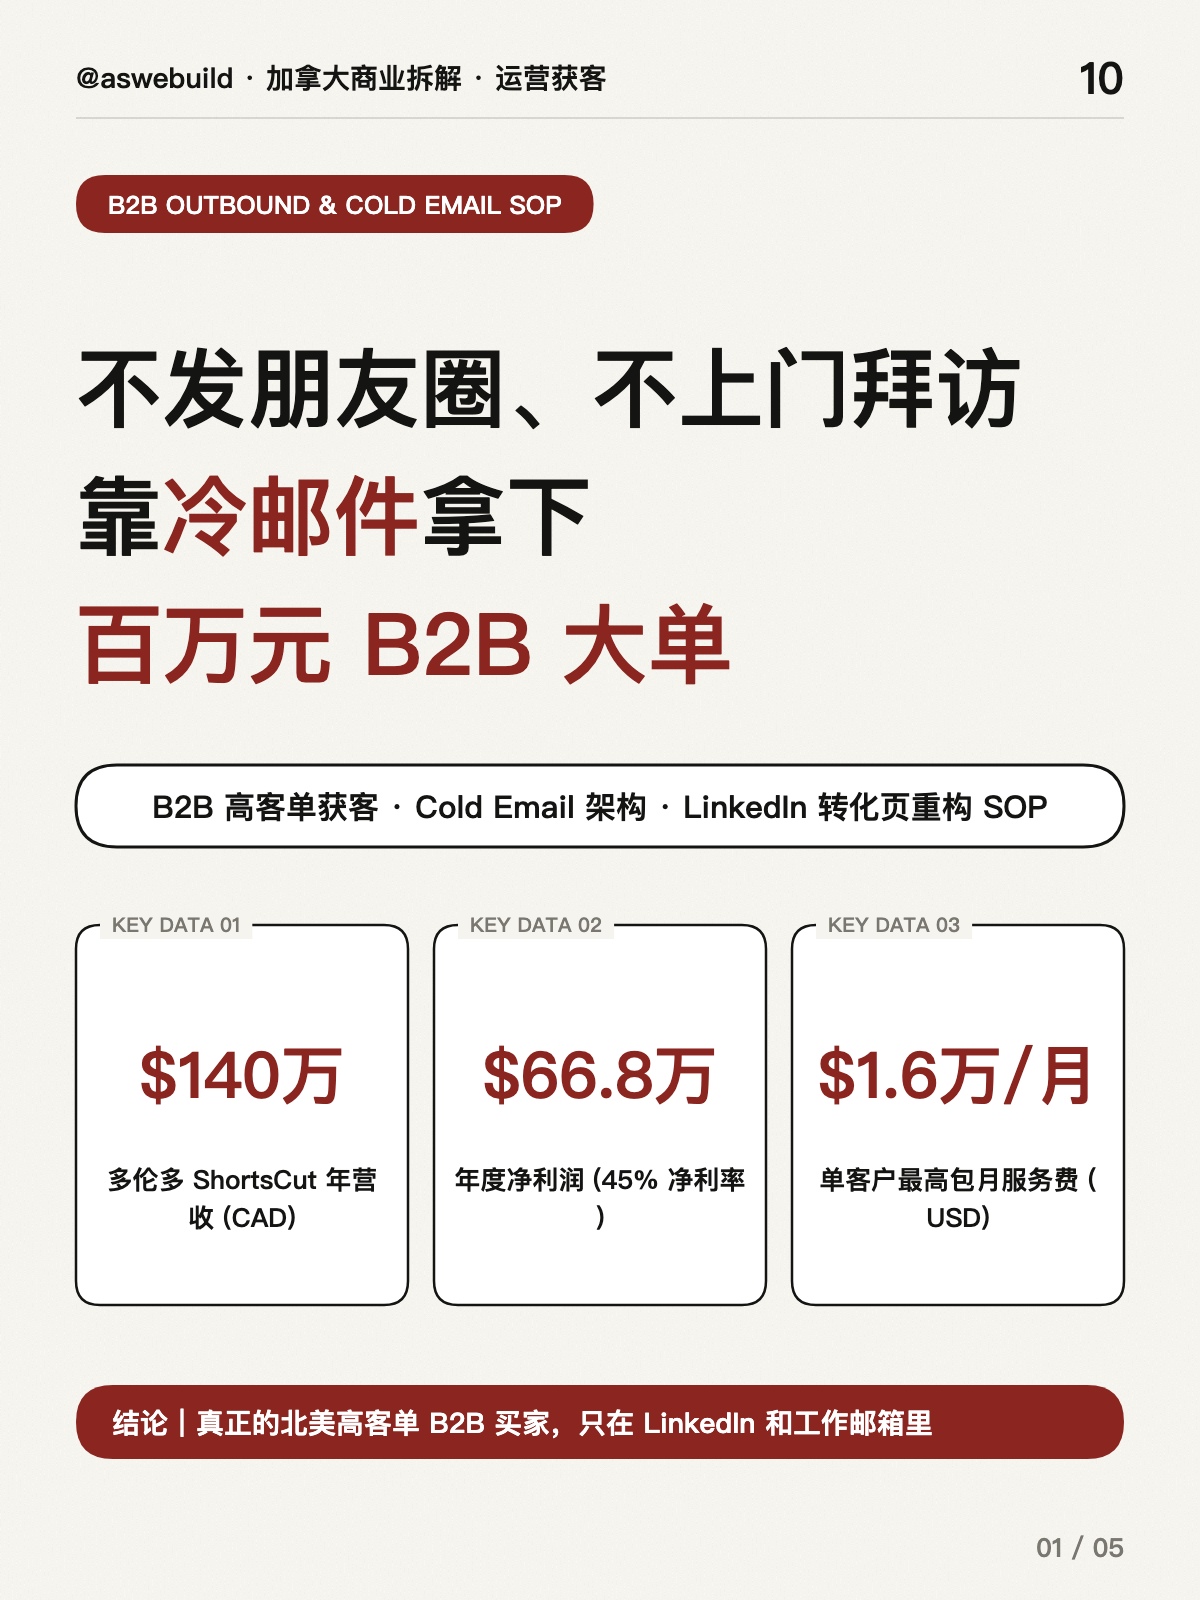 @aswebuild · 加拿大商业拆解 · 运营获客
10
B2B OUTBOUND & COLD EMAIL SOP
不发朋友圈、不上门拜访
靠冷邮件拿下
百万元 B2B 大单
B2B 高客单获客 · Cold Email 架构 · LinkedIn 转化页重构 SOP
KEY DATA 01
$140万
多伦多 ShortsCut 年营
收 (CAD)
KEY DATA 02
$66.8万
年度净利润 (45% 净利率
)
KEY DATA 03
$1.6万/月
单客户最高包月服务费 (
USD)
结论｜真正的北美高客单 B2B 买家，只在 LinkedIn 和工作邮箱里
01 / 05